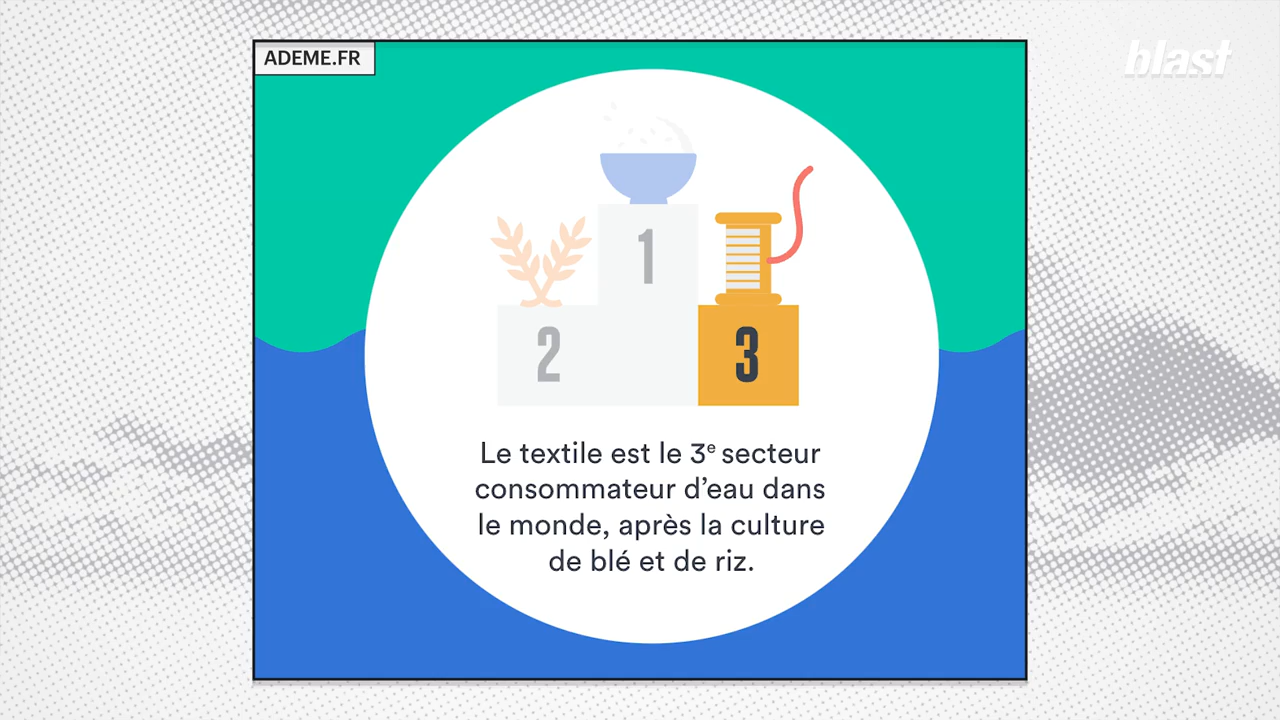 ADEME.FR
blast
1
2
3
Le textile est le 3e secteur
consommateur d’eau dans
le monde, après la culture
de blé et de riz.